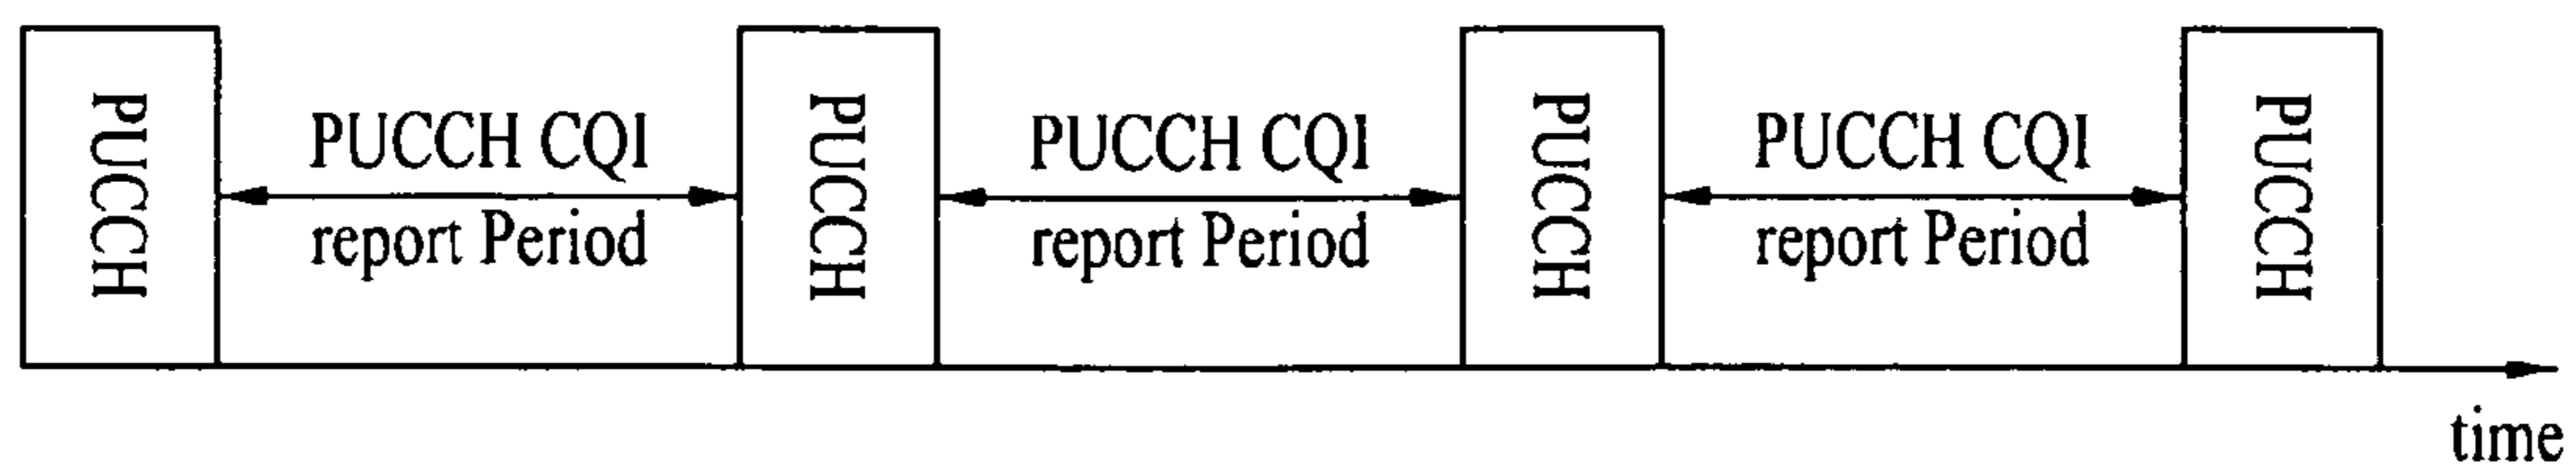 PUCCH
PUCCH CQI
report Period
PUCCH
PUCCH CQI
report Period
PUCCH
PUCCH CQI
report Period
PUCCH
time